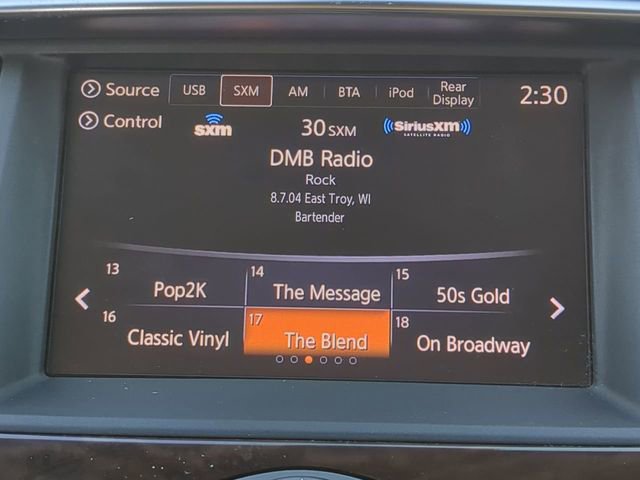 Source USB SXM AM BTA iPod Rear Display 2:30
Control sxm 30 SXM ((SiriusXM))
SATELLITE RADIO
DMB Radio
Rock
8.7.04 East Troy, WI
Bartender
13 Pop2K 14 The Message 15 50s Gold
16 Classic Vinyl 17 The Blend 18 On Broadway